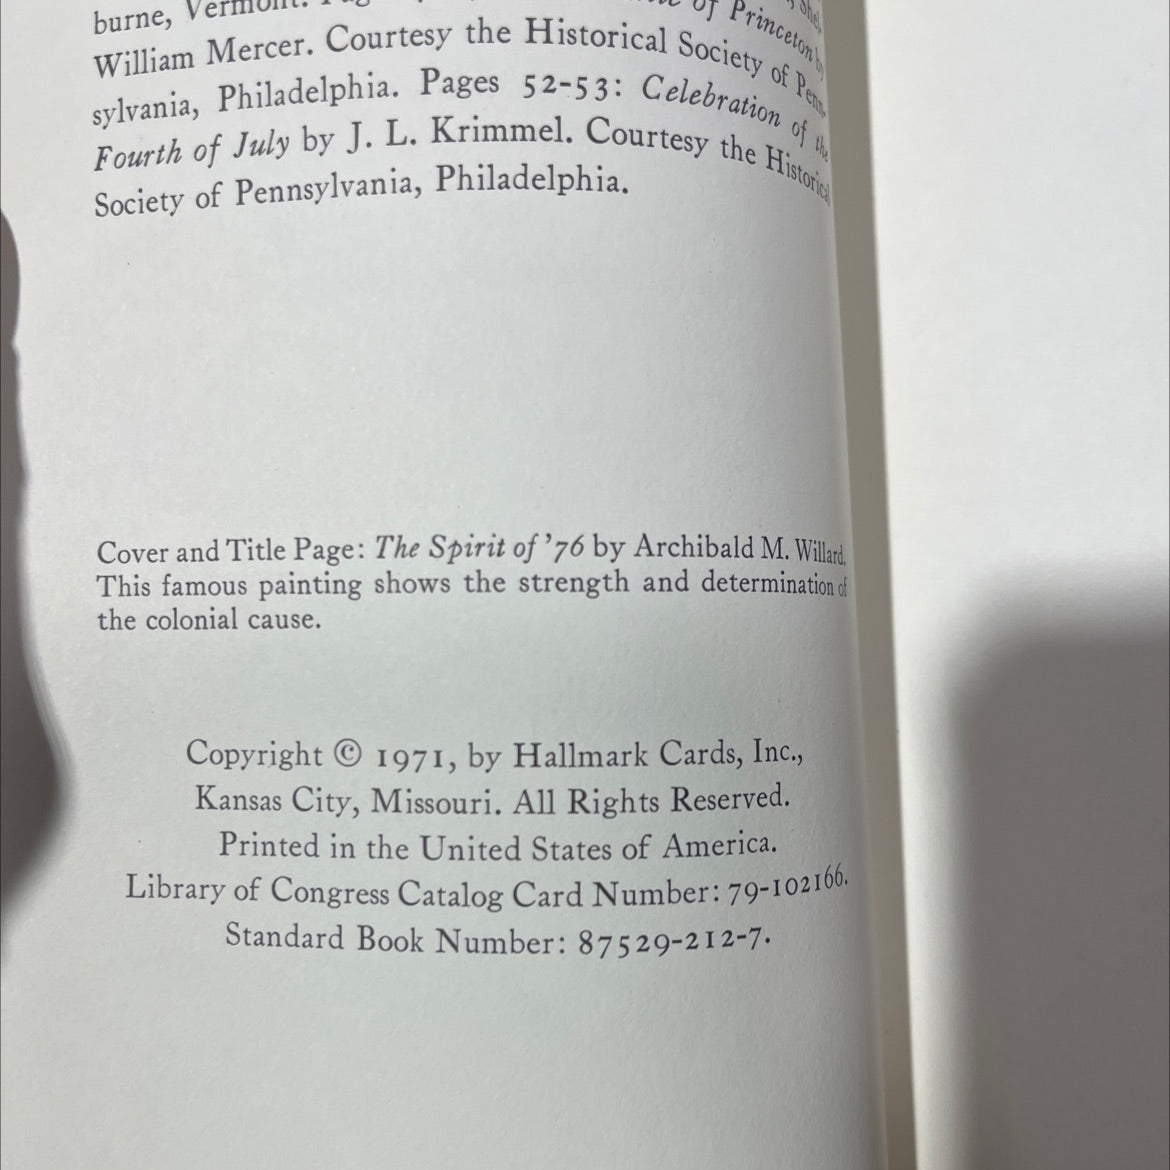 burne, Vermont. of Princeton by
William Mercer. Courtesy the Historical Society of Penn-
sylvania, Philadelphia. Pages 52-53: Celebration of the
Fourth of July by J. L. Krimmel. Courtesy the Historical
Society of Pennsylvania, Philadelphia.
Cover and Title Page: The Spirit of '76 by Archibald M. Willard.
This famous painting shows the strength and determination of
the colonial cause.
Copyright © 1971, by Hallmark Cards, Inc.,
Kansas City, Missouri. All Rights Reserved.
Printed in the United States of America.
Library of Congress Catalog Card Number: 79-102166.
Standard Book Number: 87529-212-7.